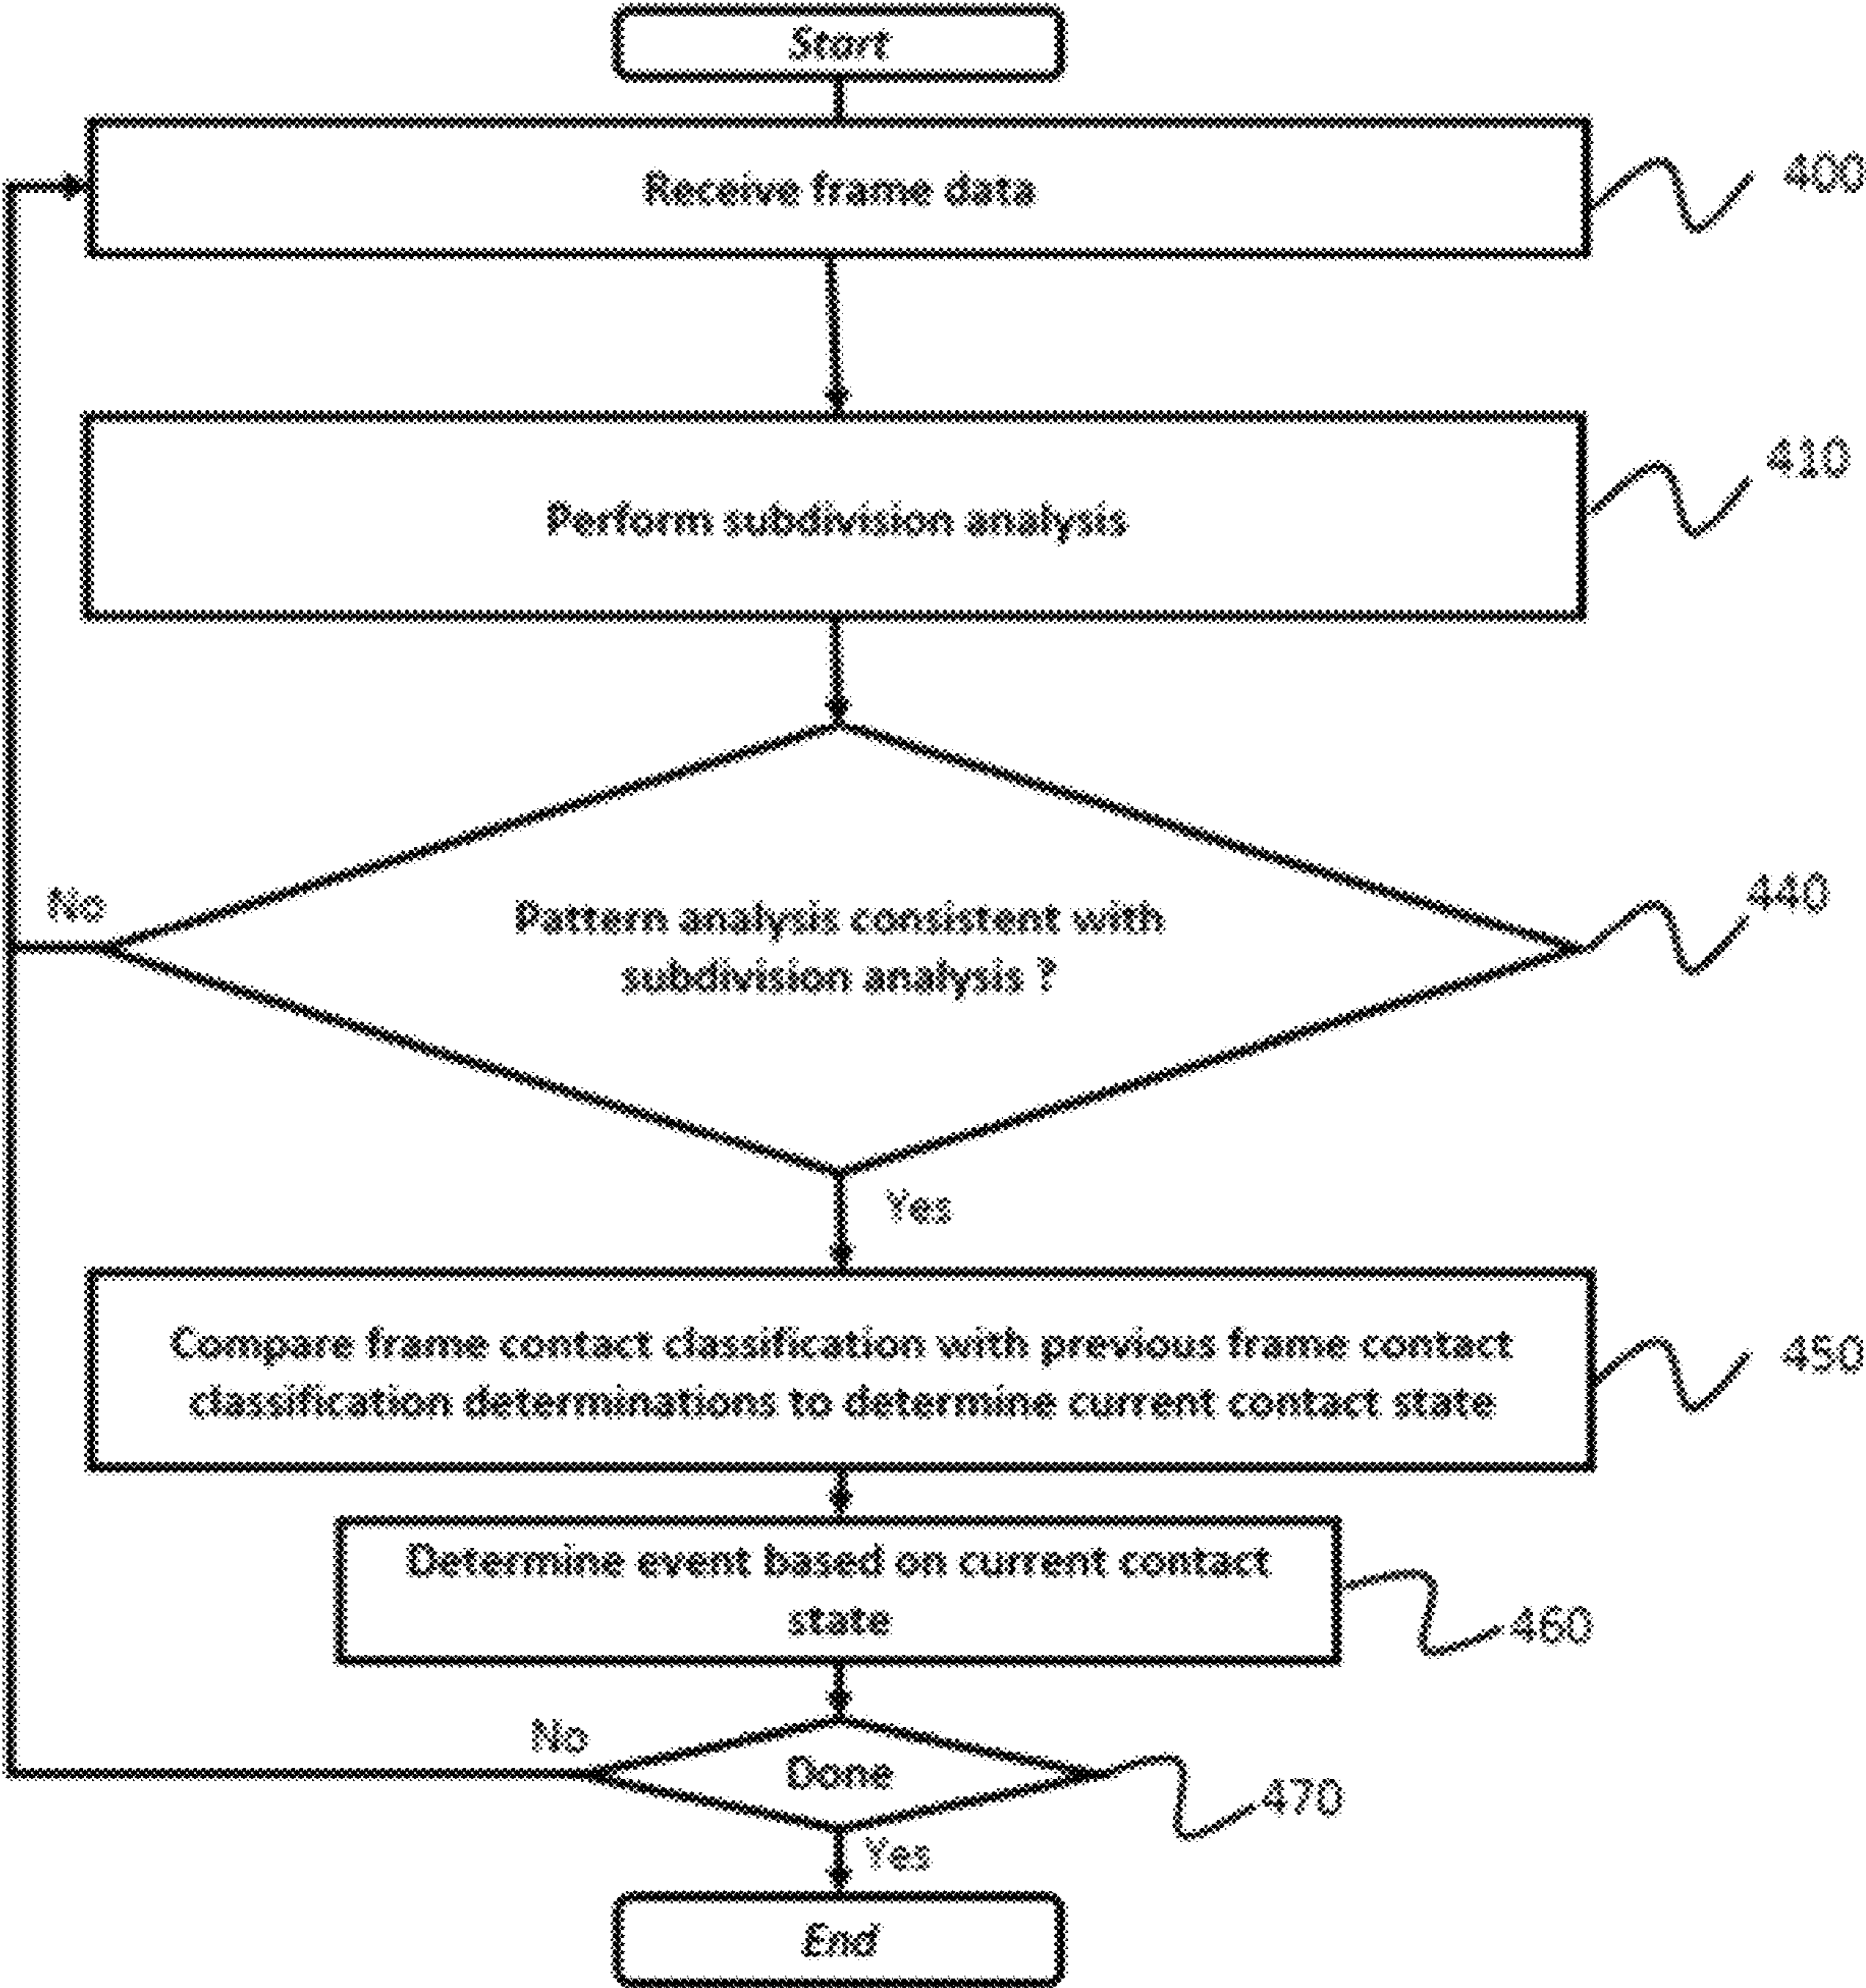 Start
Receive frame data
400
Perform subdivision analysis
410
No
Pattern analysis consistent with
subdivision analysis ?
440
Yes
Compare frame contact classification with previous frame contact
classification determinations to determine current contact state
450
Determine event based on current contact
state
460
No
Done
470
Yes
End